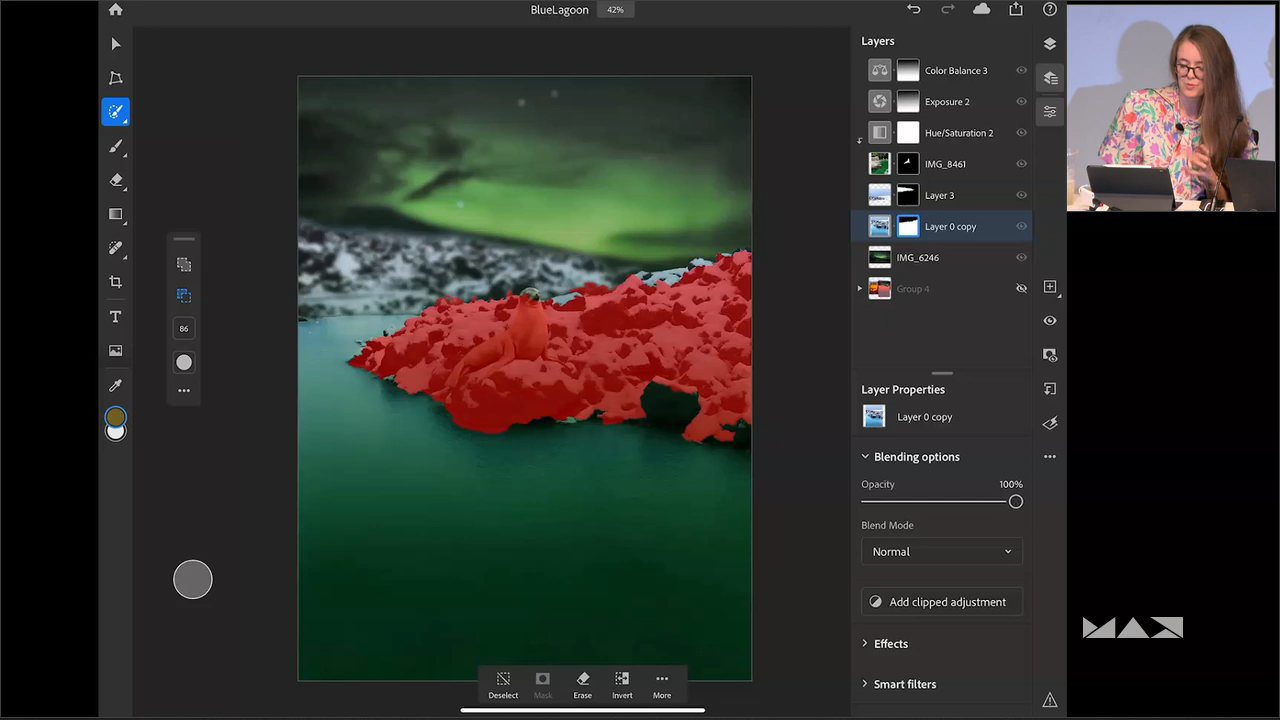 BlueLagoon
42%
Layers
Color Balance 3
Exposure 2
Hue/Saturation 2
IMG_8461
Layer 3
Layer 0 copy
IMG_6246
Group 4
86
Layer Properties
Layer 0 copy
Blending options
Opacity
100%
Blend Mode
Normal
Add clipped adjustment
Effects
Smart filters
Deselect
Mask
Erase
Invert
More
MAX